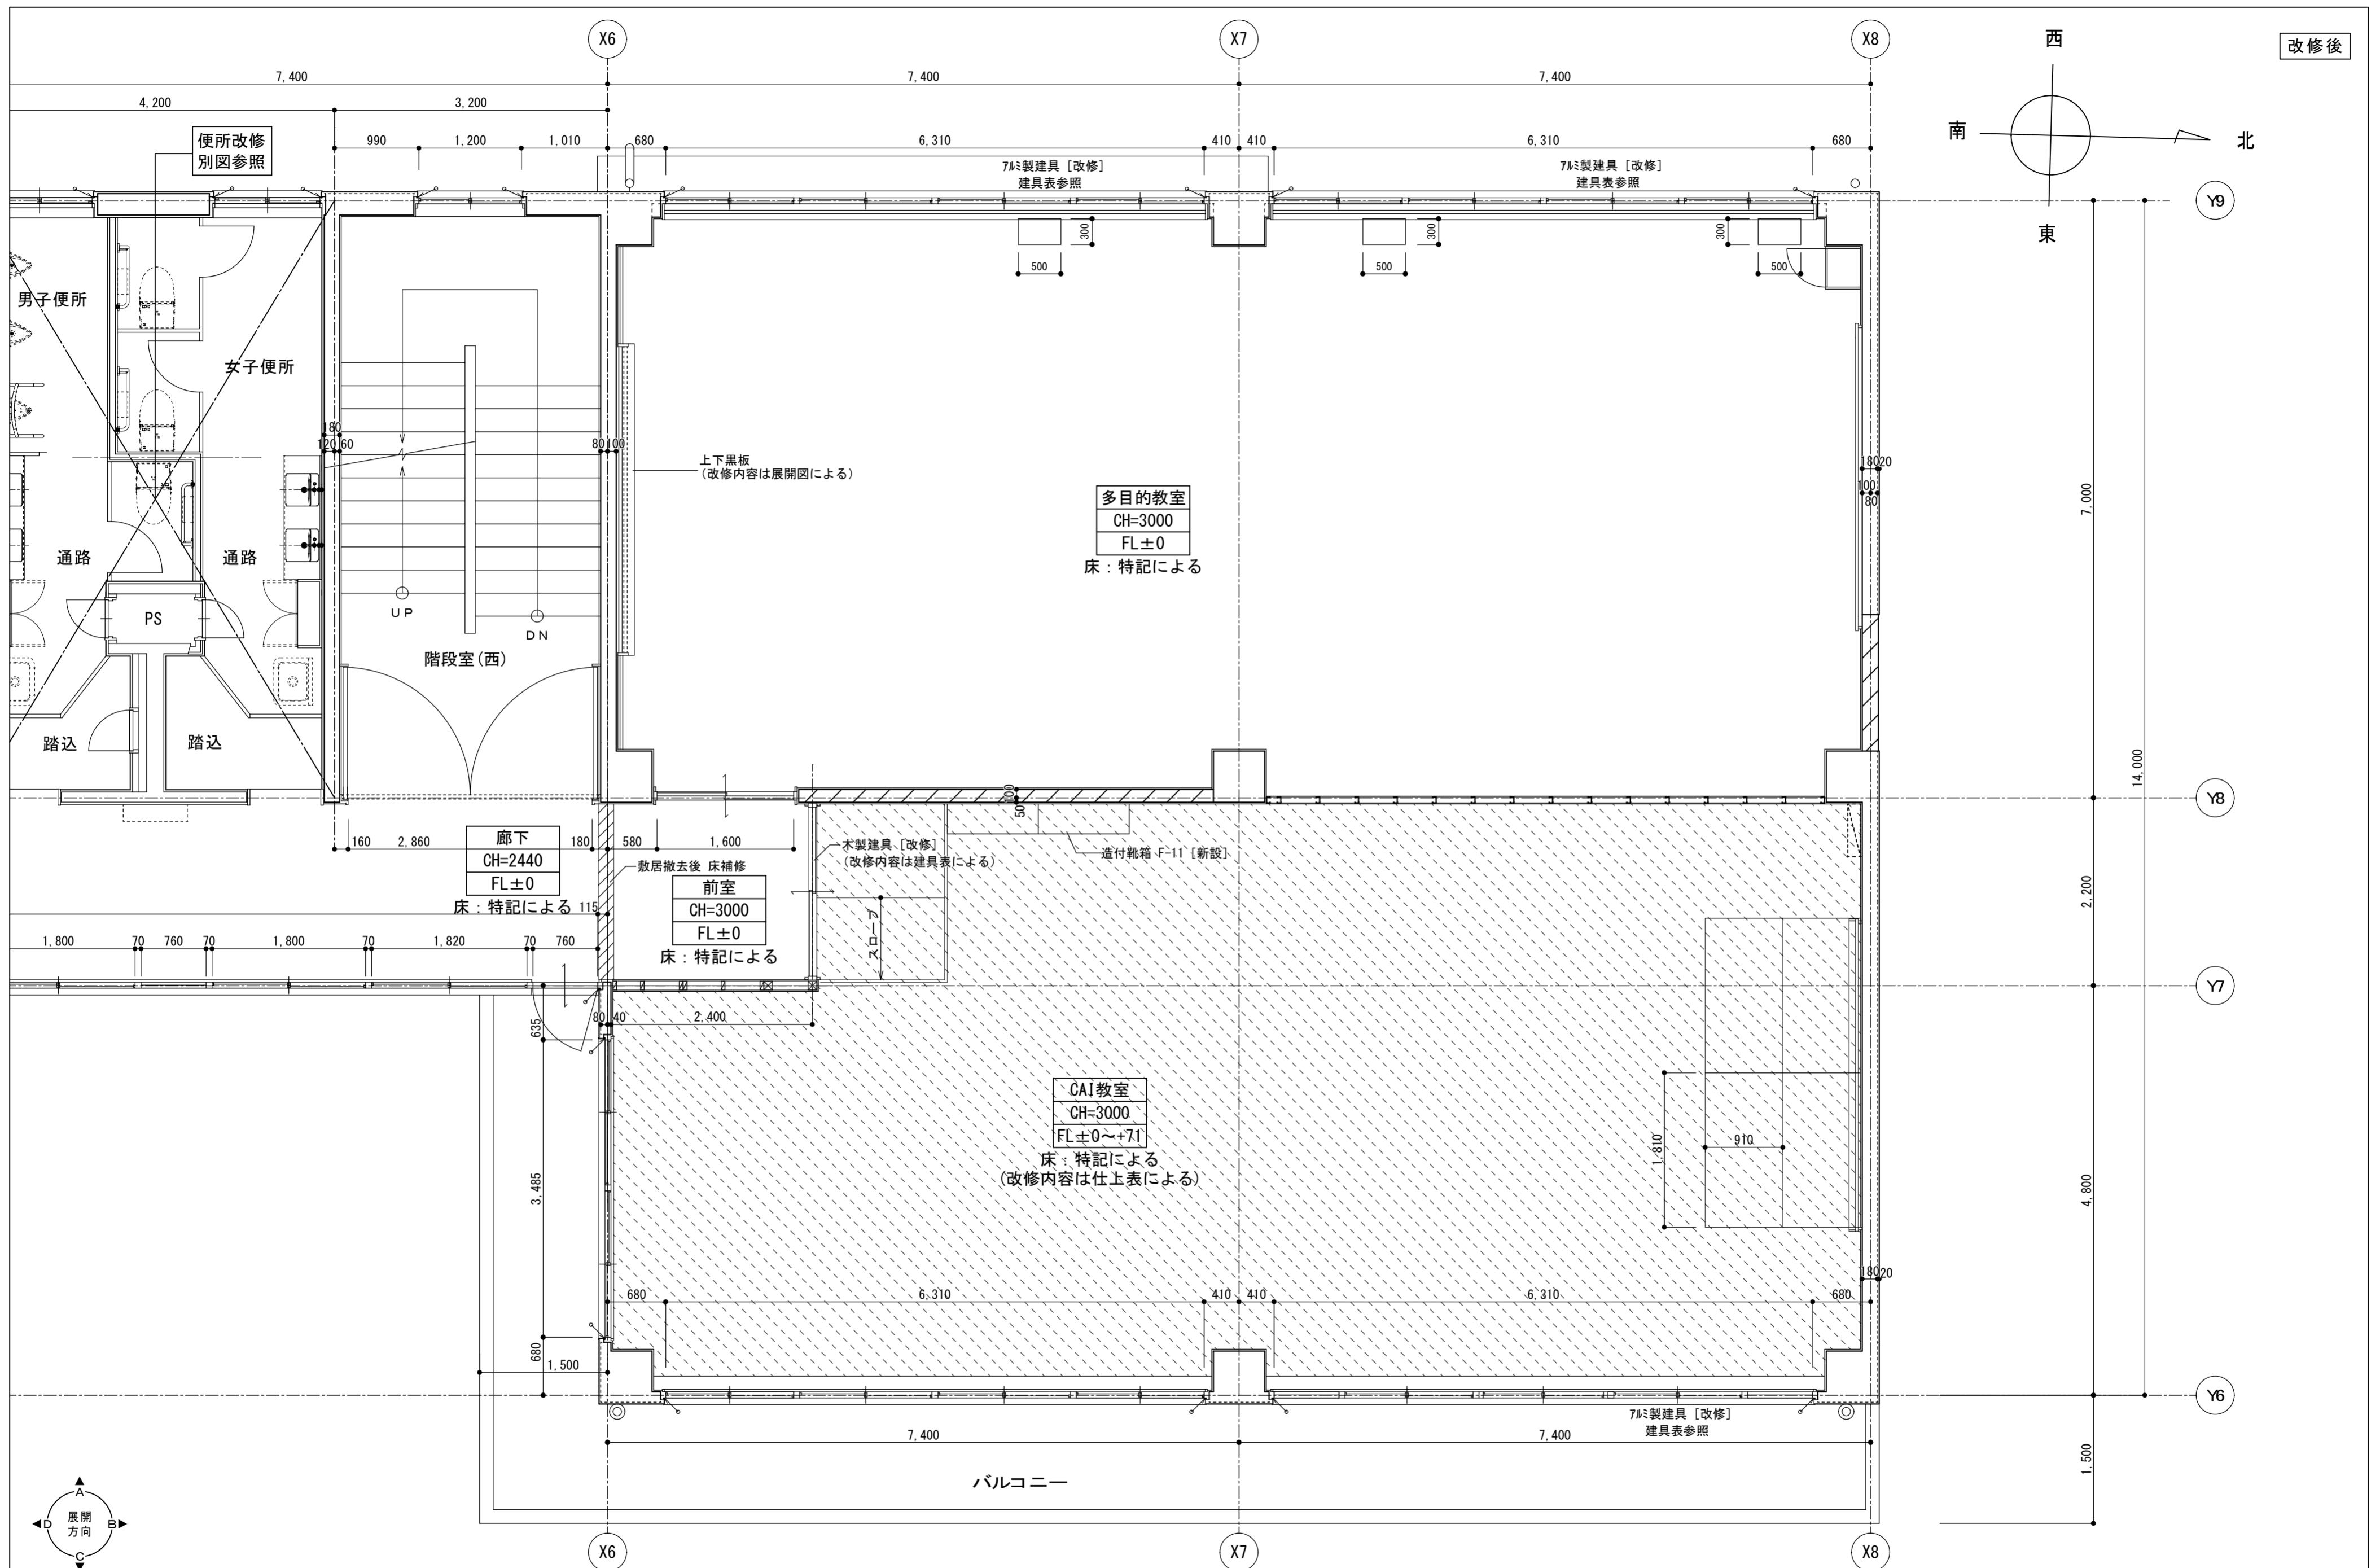 X6
X7
X8
西
改修後
7,400
7,400
7,400
4,200
3,200
南
北
便所改修
別図参照
990
1,200
1,010
680
6,310
410
410
6,310
680
ｱﾙﾐ製建具［改修］
建具表参照
ｱﾙﾐ製建具［改修］
建具表参照
Y9
東
300
300
300
500
500
500
男子便所
女子便所
180
120
60
80
100
上下黒板
（改修内容は展開図による）
180
20
100
80
多目的教室
CH=3000
FL±0
床：特記による
7,000
通路
通路
PS
UP
DN
階段室(西)
踏込
踏込
14,000
100
50
Y8
160
2,860
180
580
1,600
廊下
CH=2440
FL±0
床：特記による
115
木製建具［改修］
（改修内容は建具表による）
造付靴箱 F-11［新設］
敷居撤去後 床補修
前室
CH=3000
FL±0
床：特記による
スロープ
2,200
1,800
70
760
70
1,800
70
1,820
70
760
Y7
635
80
40
2,400
CAI教室
CH=3000
FL±0～+71
床：特記による
(改修内容は仕上表による)
1,810
910
3,485
4,800
180
20
680
6,310
410
410
6,310
680
680
1,500
Y6
ｱﾙﾐ製建具［改修］
建具表参照
7,400
7,400
バルコニー
1,500
A
展開
方向
D
B
C
X6
X7
X8